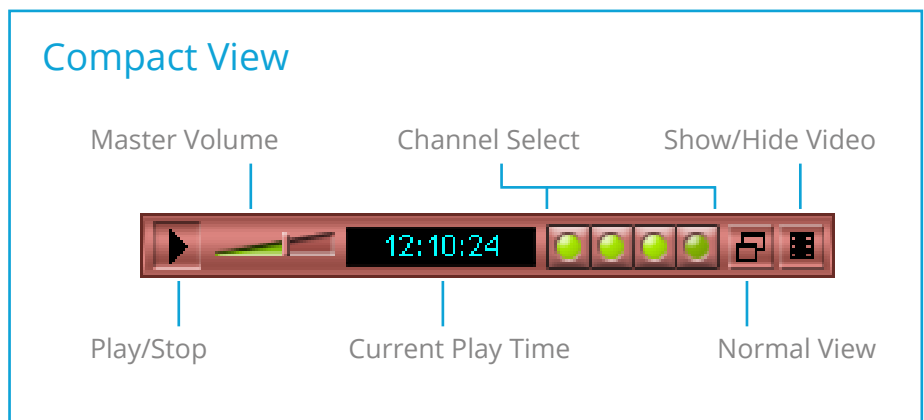 Compact View
Master Volume Channel Select Show/Hide Video
12:10:24
Play/Stop Current Play Time Normal View